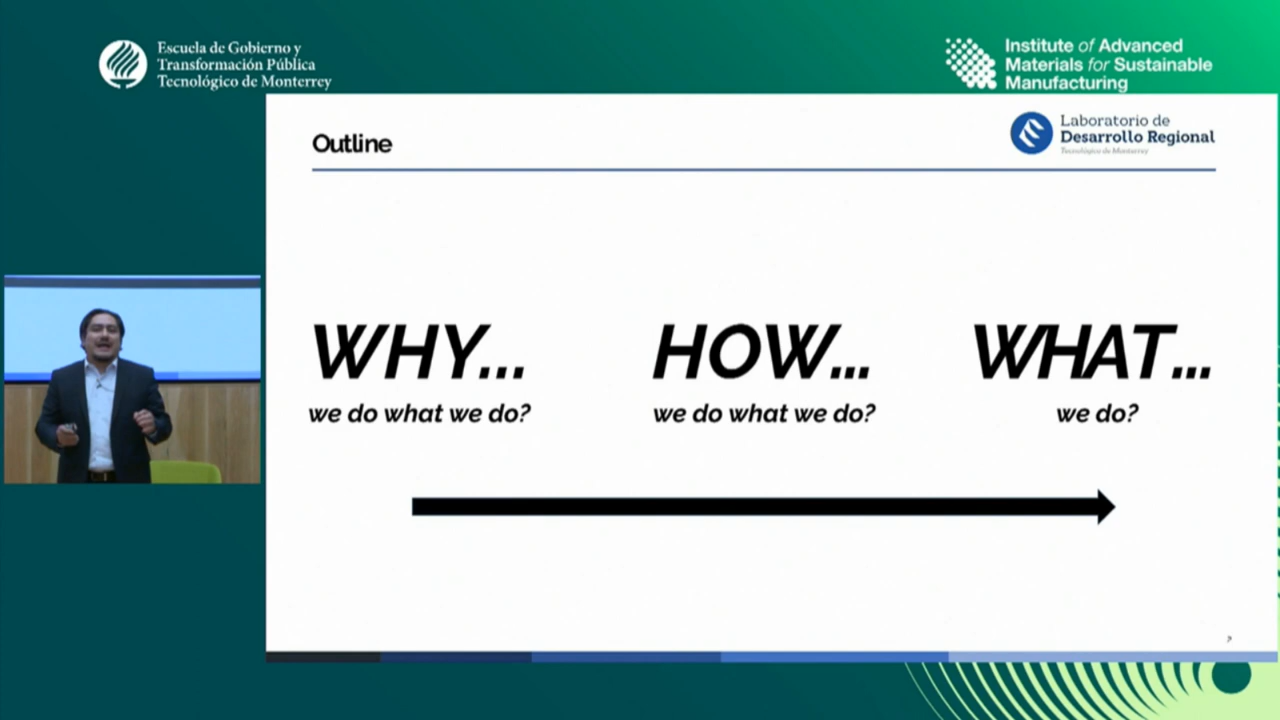 Escuela de Gobierno y
Transformación Pública
Tecnológico de Monterrey
Institute of Advanced
Materials for Sustainable
Manufacturing
Outline
Laboratorio de
Desarrollo Regional
Tecnológico de Monterrey
WHY...
we do what we do?
HOW...
we do what we do?
WHAT...
we do?